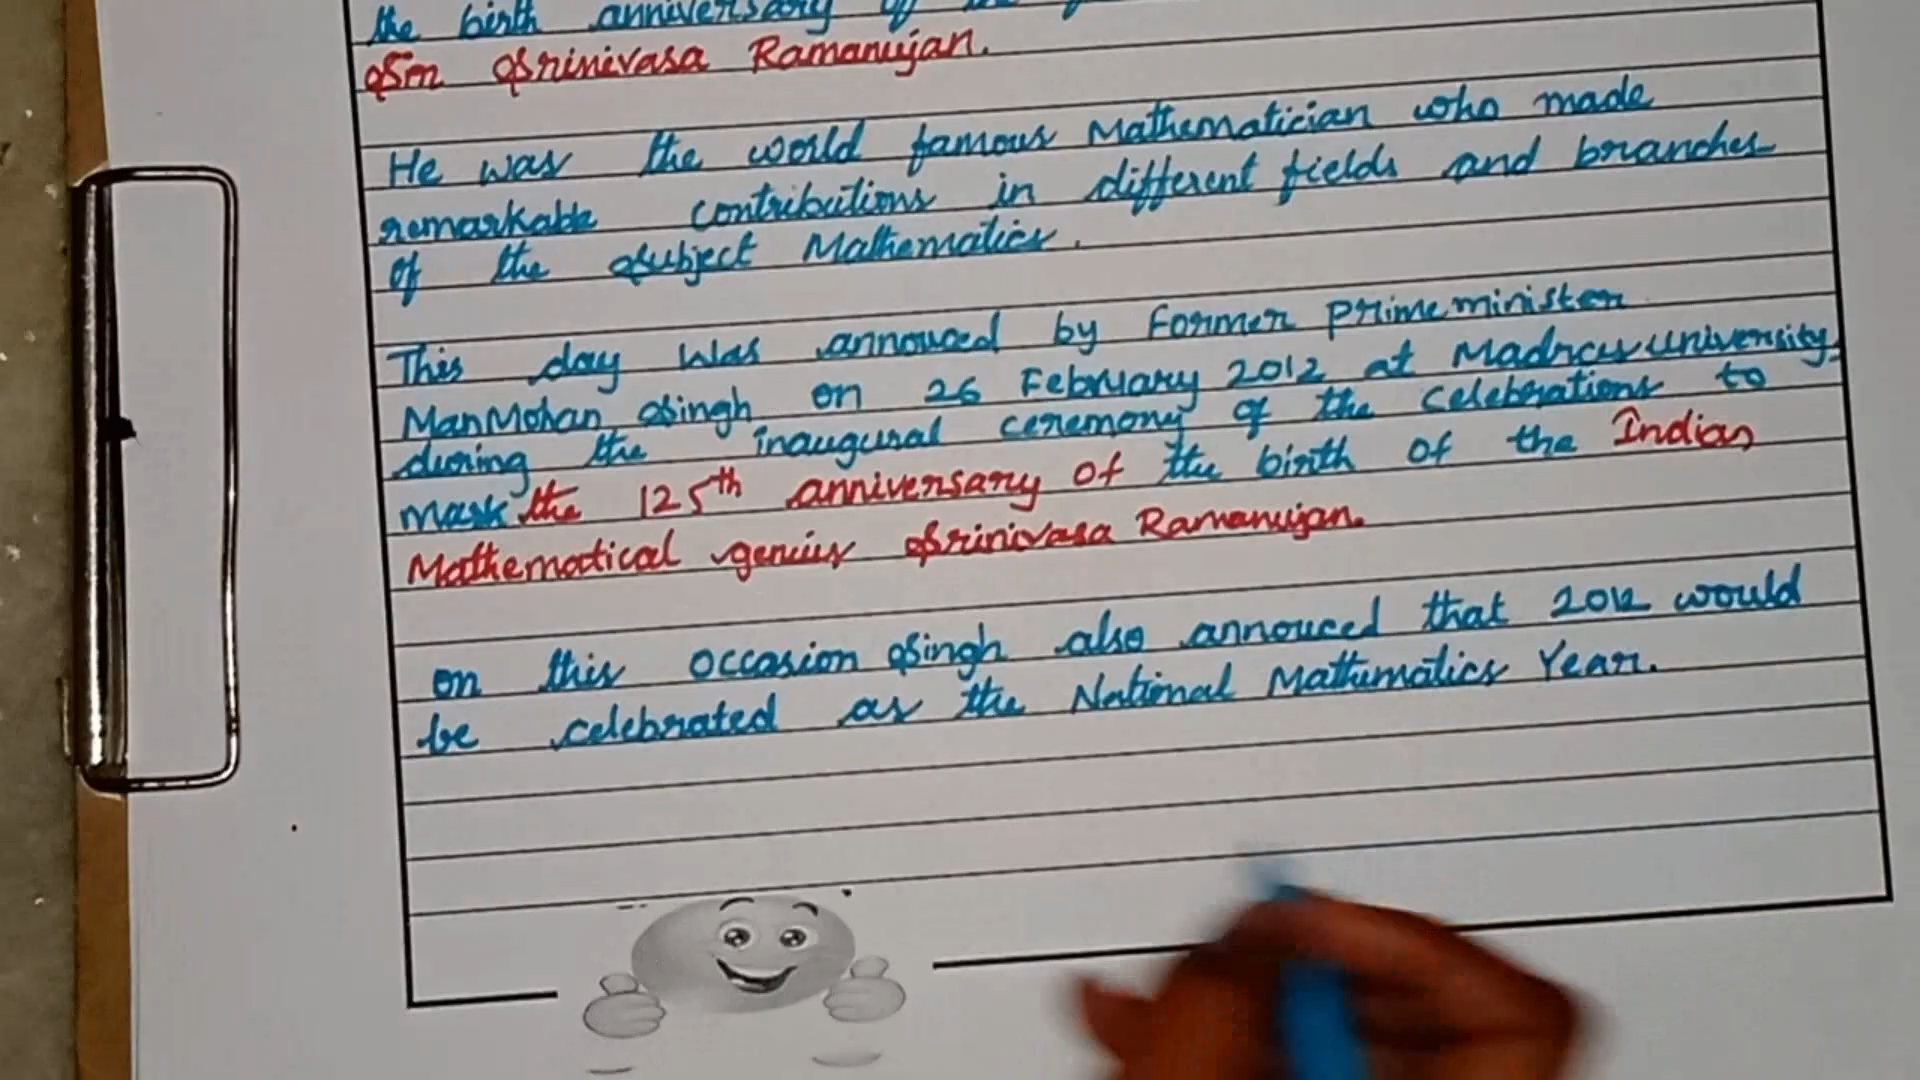 the birth anniversary of
Srn Srinivasa Ramanujan.
He was the world famous Mathematician who made
remarkable contributions in different fields and branches
of the subject Mathematics.
This day was annouced by Former Primeminister
ManMohan Singh on 26 February 2012 at Madras university
during the inaugural ceremony of the celebrations to
mark the 125th anniversary of the birth of the Indian
Mathematical genius Srinivasa Ramanujan.
on this occasion Singh also annouced that 2012 would
be celebrated as the National Mathematics Year.